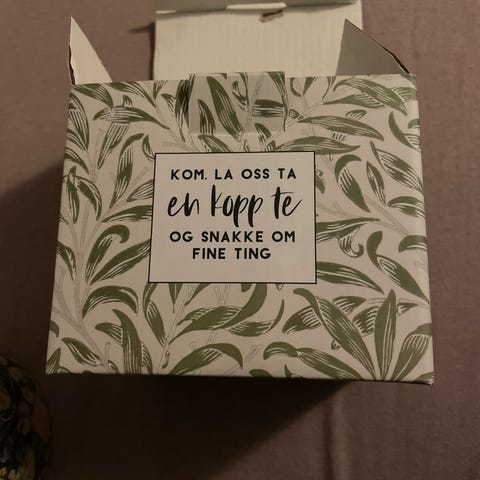 KOM, LA OSS TA
en kopp te
OG SNAKKE OM
FINE TING